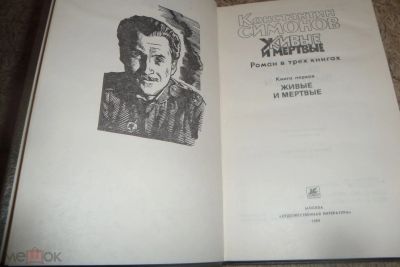 Константин
СИМОНОВ
ЖИВЫЕ
И МЕРТВЫЕ
Роман в трех книгах
Книга первая
ЖИВЫЕ И МЕРТВЫЕ
МОСКВА
«ХУДОЖЕСТВЕННАЯ ЛИТЕРАТУРА»
мешок